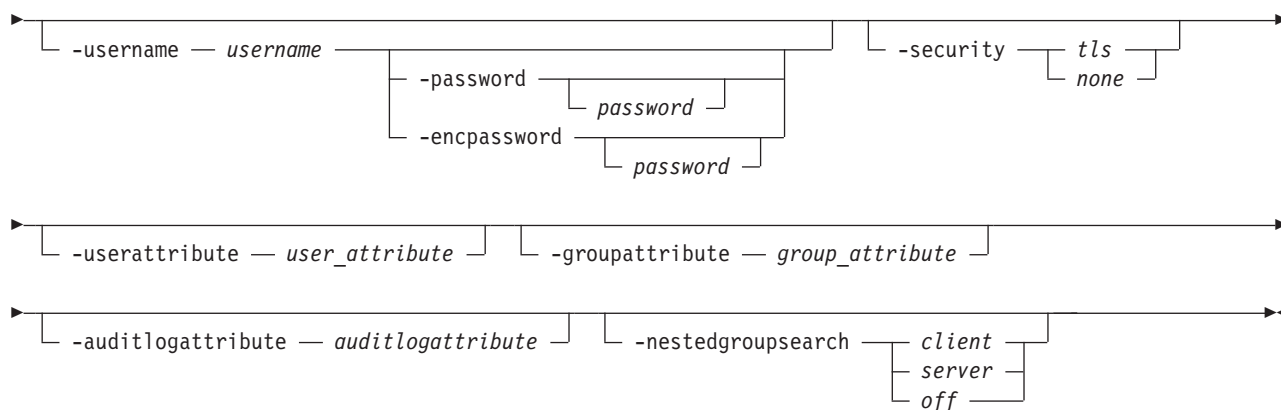 -username username -security tls
none
-password
password
-encpassword
password
-userattribute user_attribute -groupattribute group_attribute
-auditlogattribute auditlogattribute -nestedgroupsearch client
server
off